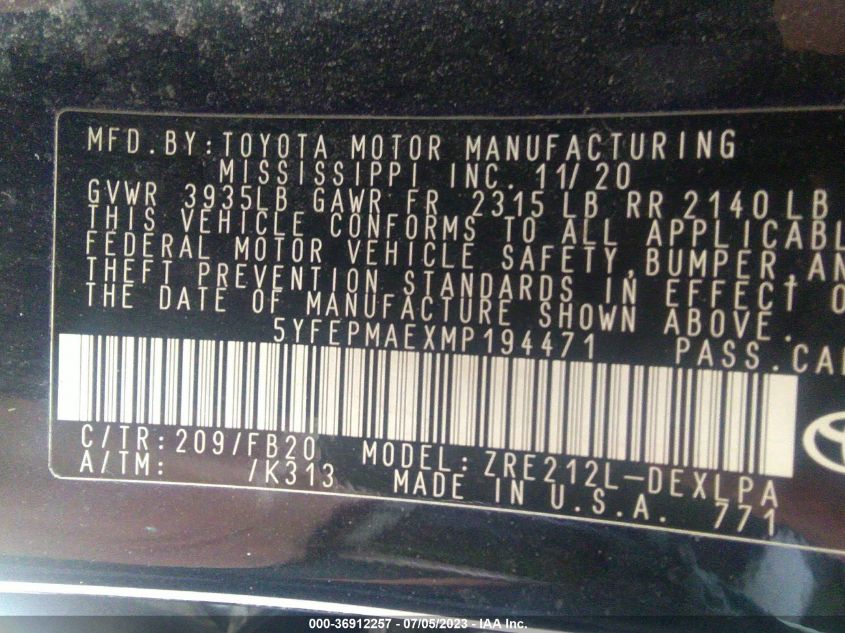 MFD.BY:TOYOTA MOTOR MANUFACTURING
MISSISSIPPI INC. 11/20
GVWR 3935LB GAWR FR 2315 LB RR 2140 LB
THIS VEHICLE CONFORMS TO ALL APPLICABL
FEDERAL MOTOR VEHICLE SAFETY,BUMPER,AN
THEFT PREVENTION STANDARDS IN EFFECT O
THE DATE OF MANUFACTURE SHOWN ABOVE.
5YFEPMAEXMP194471 PASS.CA
C/TR:209/FB20 MODEL:ZRE212L-DEXLPA
A/TM: /K313 MADE IN U.S.A. 771
000-36912257 - 07/05/2023 - IAA Inc.